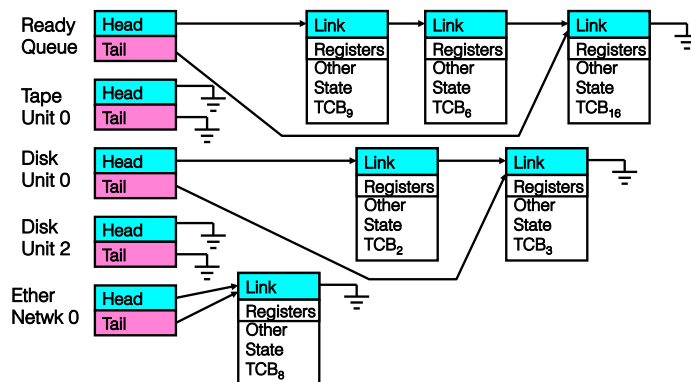 Ready
Queue
Head
Tail
Link
Registers
Other
State
TCB9
Link
Registers
Other
State
TCB6
Link
Registers
Other
State
TCB16
Tape
Unit 0
Head
Tail
Disk
Unit 0
Head
Tail
Link
Registers
Other
State
TCB2
Link
Registers
Other
State
TCB3
Disk
Unit 2
Head
Tail
Ether
Netwk 0
Head
Tail
Link
Registers
Other
State
TCB8